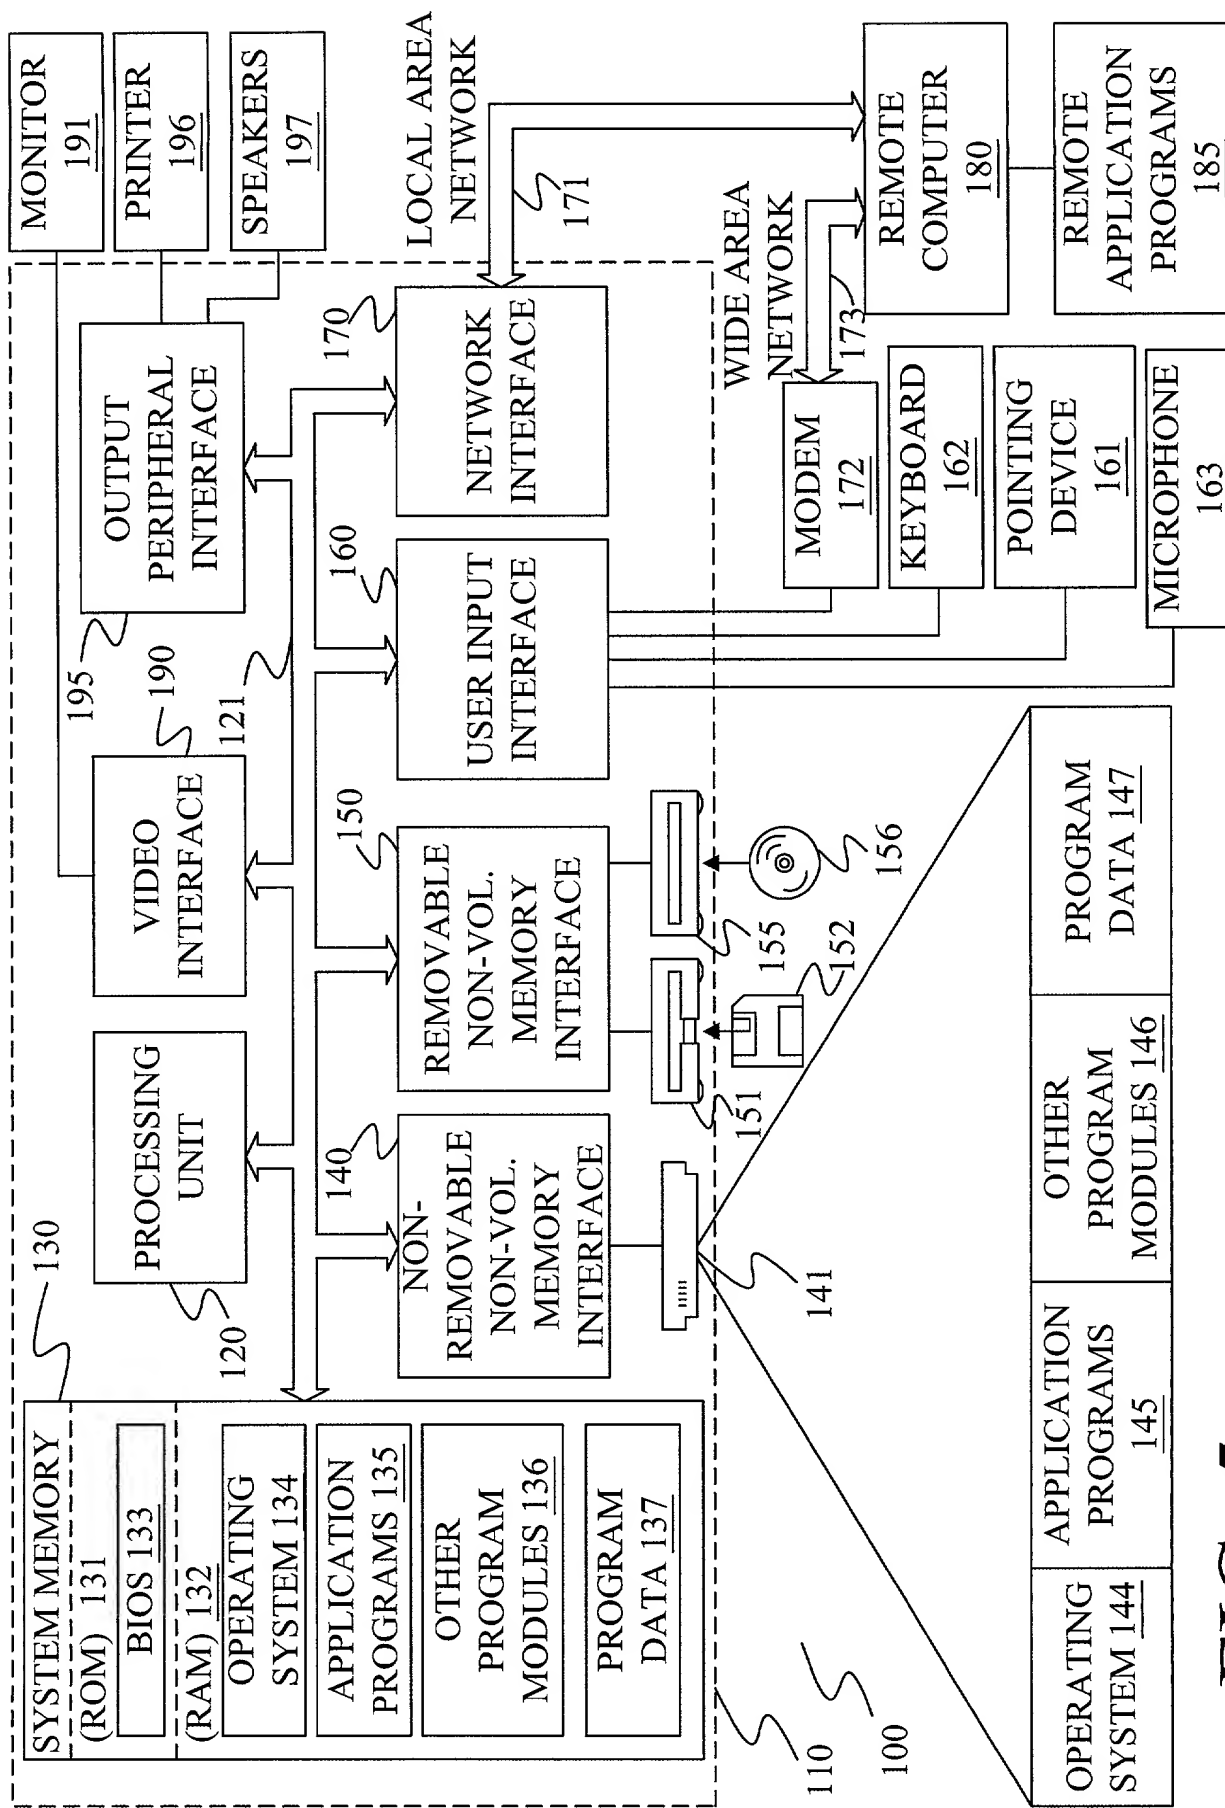 SYSTEM MEMORY
(ROM) 131
BIOS 133
(RAM) 132
OPERATING
SYSTEM 134
APPLICATION
PROGRAMS 135
OTHER
PROGRAM
MODULES 136
PROGRAM
DATA 137
130
PROCESSING
UNIT
120
VIDEO
INTERFACE
190
121
OUTPUT
PERIPHERAL
INTERFACE
195
MONITOR
191
PRINTER
196
SPEAKERS
197
NON-
REMOVABLE
NON-VOL.
MEMORY
INTERFACE
140
REMOVABLE
NON-VOL.
MEMORY
INTERFACE
150
USER INPUT
INTERFACE
160
NETWORK
INTERFACE
170
LOCAL AREA
NETWORK
171
WIDE AREA
NETWORK
173
MODEM
172
KEYBOARD
162
POINTING
DEVICE
161
MICROPHONE
163
REMOTE
COMPUTER
180
REMOTE
APPLICATION
PROGRAMS
185
141
151
152
155
156
110
100
OPERATING
SYSTEM 144
APPLICATION
PROGRAMS
145
OTHER
PROGRAM
MODULES 146
PROGRAM
DATA 147